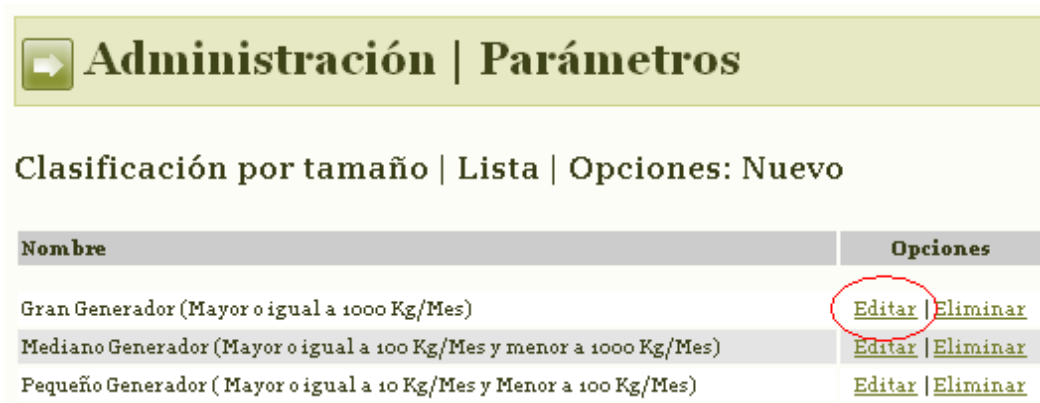 Administración | Parámetros
Clasificación por tamaño | Lista | Opciones: Nuevo
Nombre Opciones
Gran Generador (Mayor o igual a 1000 Kg/Mes) Editar | Eliminar
Mediano Generador (Mayor o igual a 100 Kg/Mes y menor a 1000 Kg/Mes) Editar | Eliminar
Pequeño Generador ( Mayor o igual a 10 Kg/Mes y Menor a 100 Kg/Mes) Editar | Eliminar